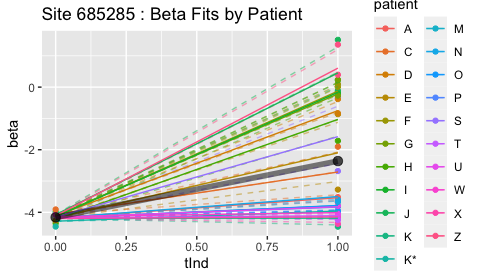 Site 685285 : Beta Fits by Patient
beta
0
-2
-4
0.00 0.25 0.50 0.75 1.00
tInd
patient
A M
C N
D O
E P
F S
G T
H U
I W
J X
K Z
K*